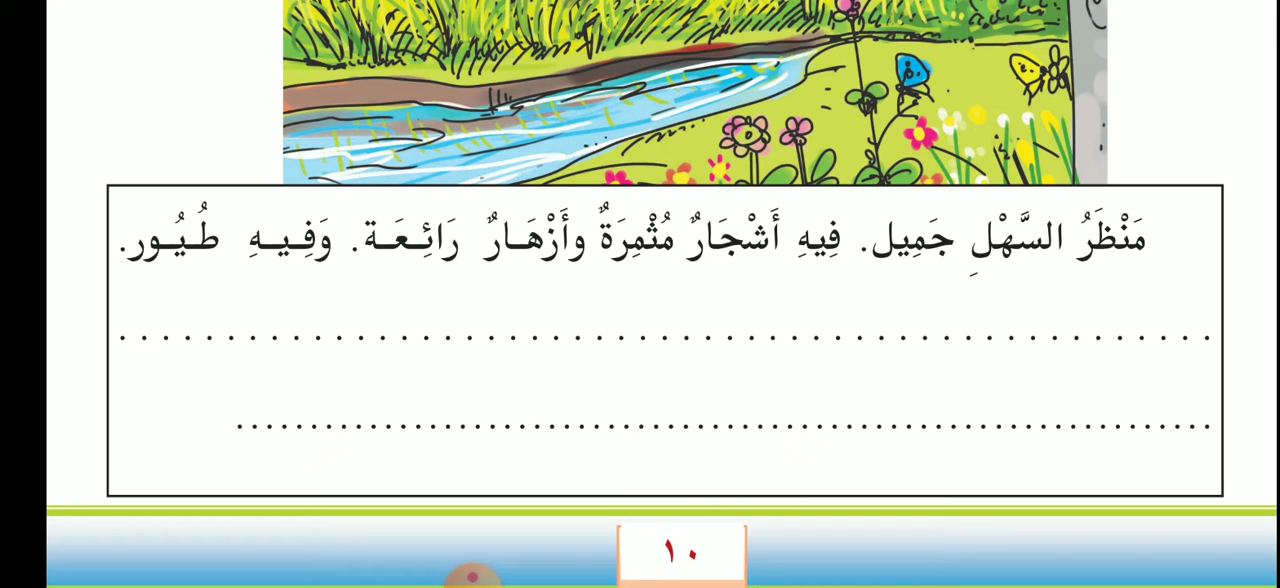 مَنْظَرُ السَّهْلِ جَمِيل. فِيهِ أَشْجَارٌ مُثْمِرَةٌ وأَزْهَـارٌ رَائِـعَـة. وَفِـيـهِ طُـيُـور.
. . . . . . . . . . . . . . . . . . . . . . . . . . . . . . . . . . . . . . . . . . . . . . . . . . .
......................................................................
١٠